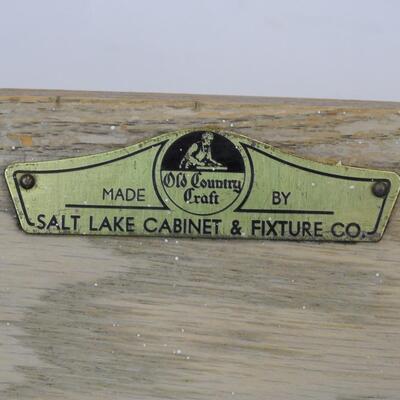 Old Country
Craft
MADE BY
SALT LAKE CABINET & FIXTURE CO.